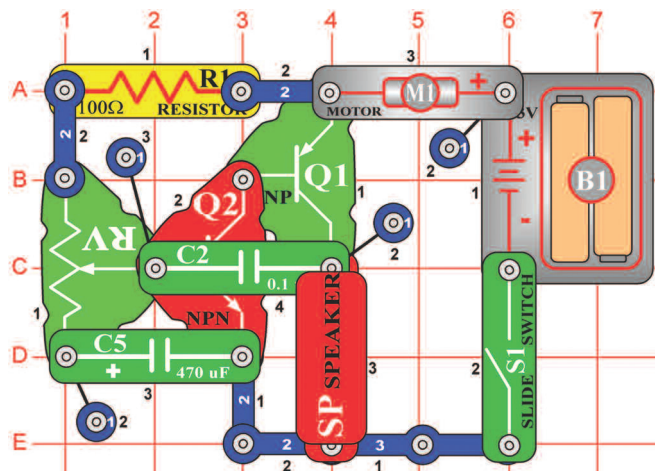 1 2 3 4 5 6 7
1 2 3
A 100Ω R1 RESISTOR 2 MOTOR M1 + 3V
2 2 3 1 1 2 +
B 2 Q2 NP Q1 1 1 B1
RV 1 2 -
C C2 0.1
1 NPN 4 SWITCH
D C5 + 470 uF SPEAKER S1
3 2 1 3 2 SLIDE
1 2
E 2 SP 3
2 1